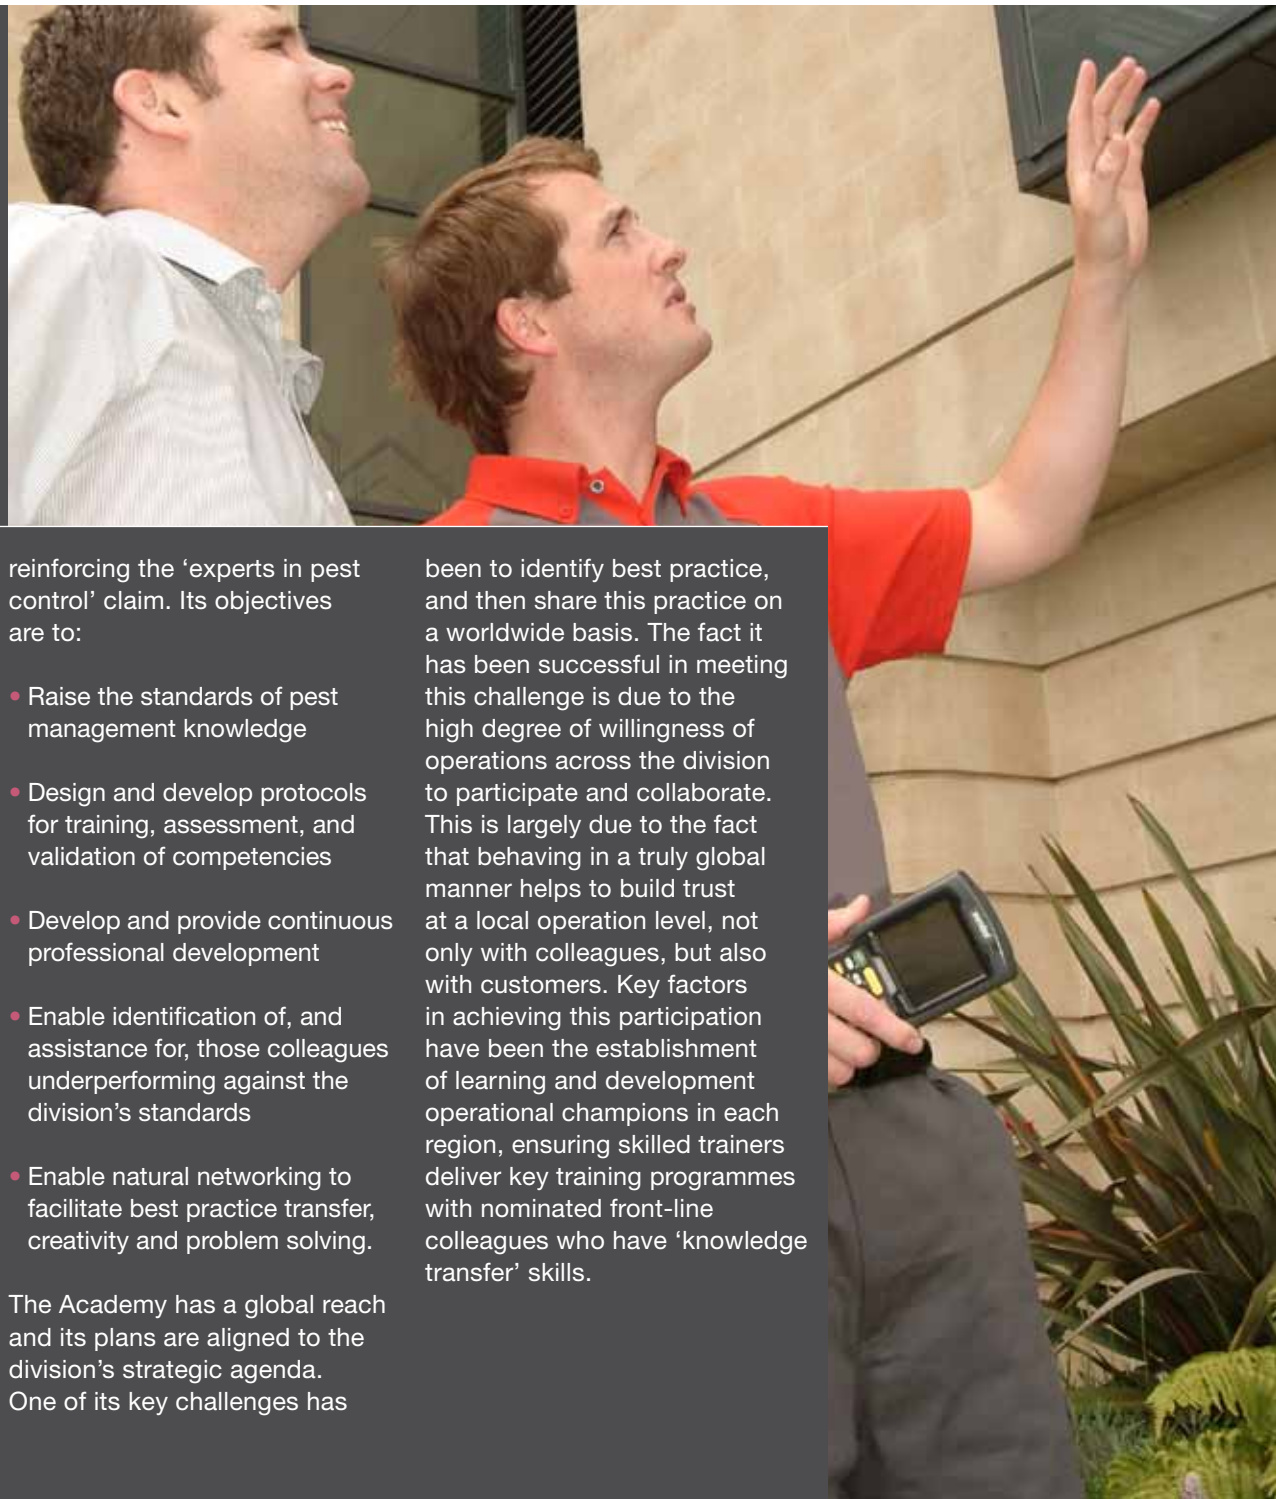 reinforcing the ‘experts in pest
control’ claim. Its objectives
are to:
• Raise the standards of pest
management knowledge
• Design and develop protocols
for training, assessment, and
validation of competencies
• Develop and provide continuous
professional development
• Enable identification of, and
assistance for, those colleagues
underperforming against the
division’s standards
• Enable natural networking to
facilitate best practice transfer,
creativity and problem solving.
The Academy has a global reach
and its plans are aligned to the
division’s strategic agenda.
One of its key challenges has
been to identify best practice,
and then share this practice on
a worldwide basis. The fact it
has been successful in meeting
this challenge is due to the
high degree of willingness of
operations across the division
to participate and collaborate.
This is largely due to the fact
that behaving in a truly global
manner helps to build trust
at a local operation level, not
only with colleagues, but also
with customers. Key factors
in achieving this participation
have been the establishment
of learning and development
operational champions in each
region, ensuring skilled trainers
deliver key training programmes
with nominated front-line
colleagues who have ‘knowledge
transfer’ skills.